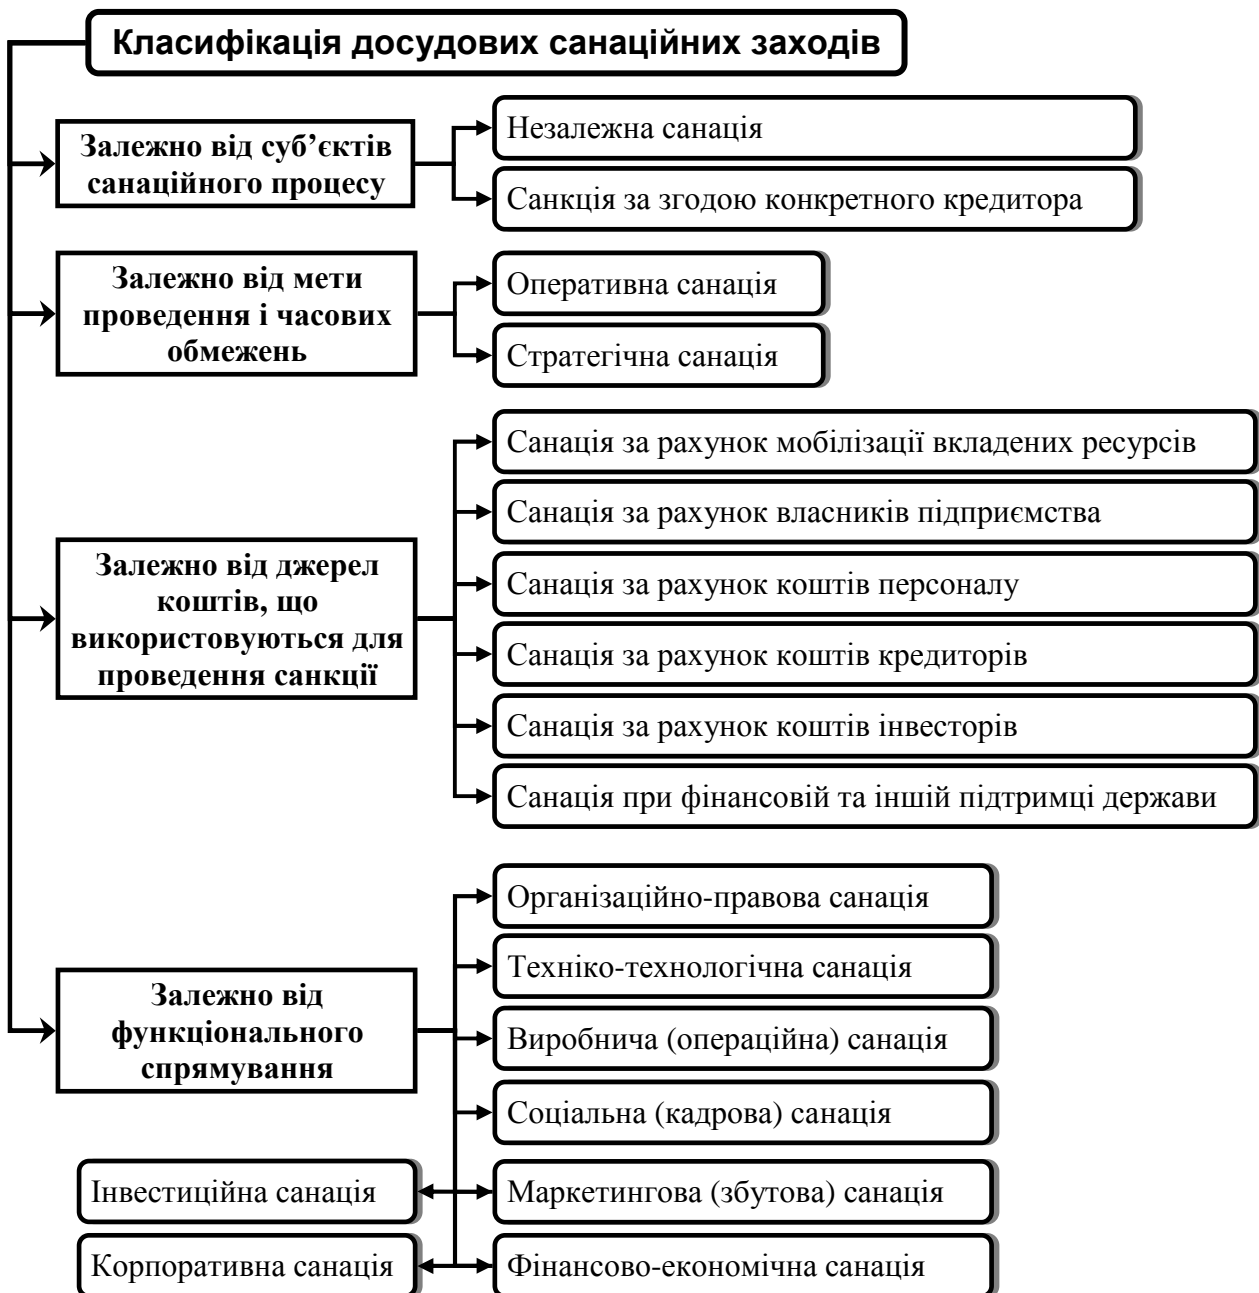 Класифікація досудових санаційних заходів
Залежно від суб’єктів
санаційного процесу
Незалежна санація
Санкція за згодою конкретного кредитора
Залежно від мети
проведення і часових
обмежень
Оперативна санація
Стратегічна санація
Залежно від джерел
коштів, що
використовуються для
проведення санкції
Санація за рахунок мобілізації вкладених ресурсів
Санація за рахунок власників підприємства
Санація за рахунок коштів персоналу
Санація за рахунок коштів кредиторів
Санація за рахунок коштів інвесторів
Санація при фінансовій та іншій підтримці держави
Залежно від
функціонального
спрямування
Організаційно-правова санація
Техніко-технологічна санація
Виробнича (операційна) санація
Соціальна (кадрова) санація
Маркетингова (збутова) санація
Фінансово-економічна санація
Інвестиційна санація
Корпоративна санація